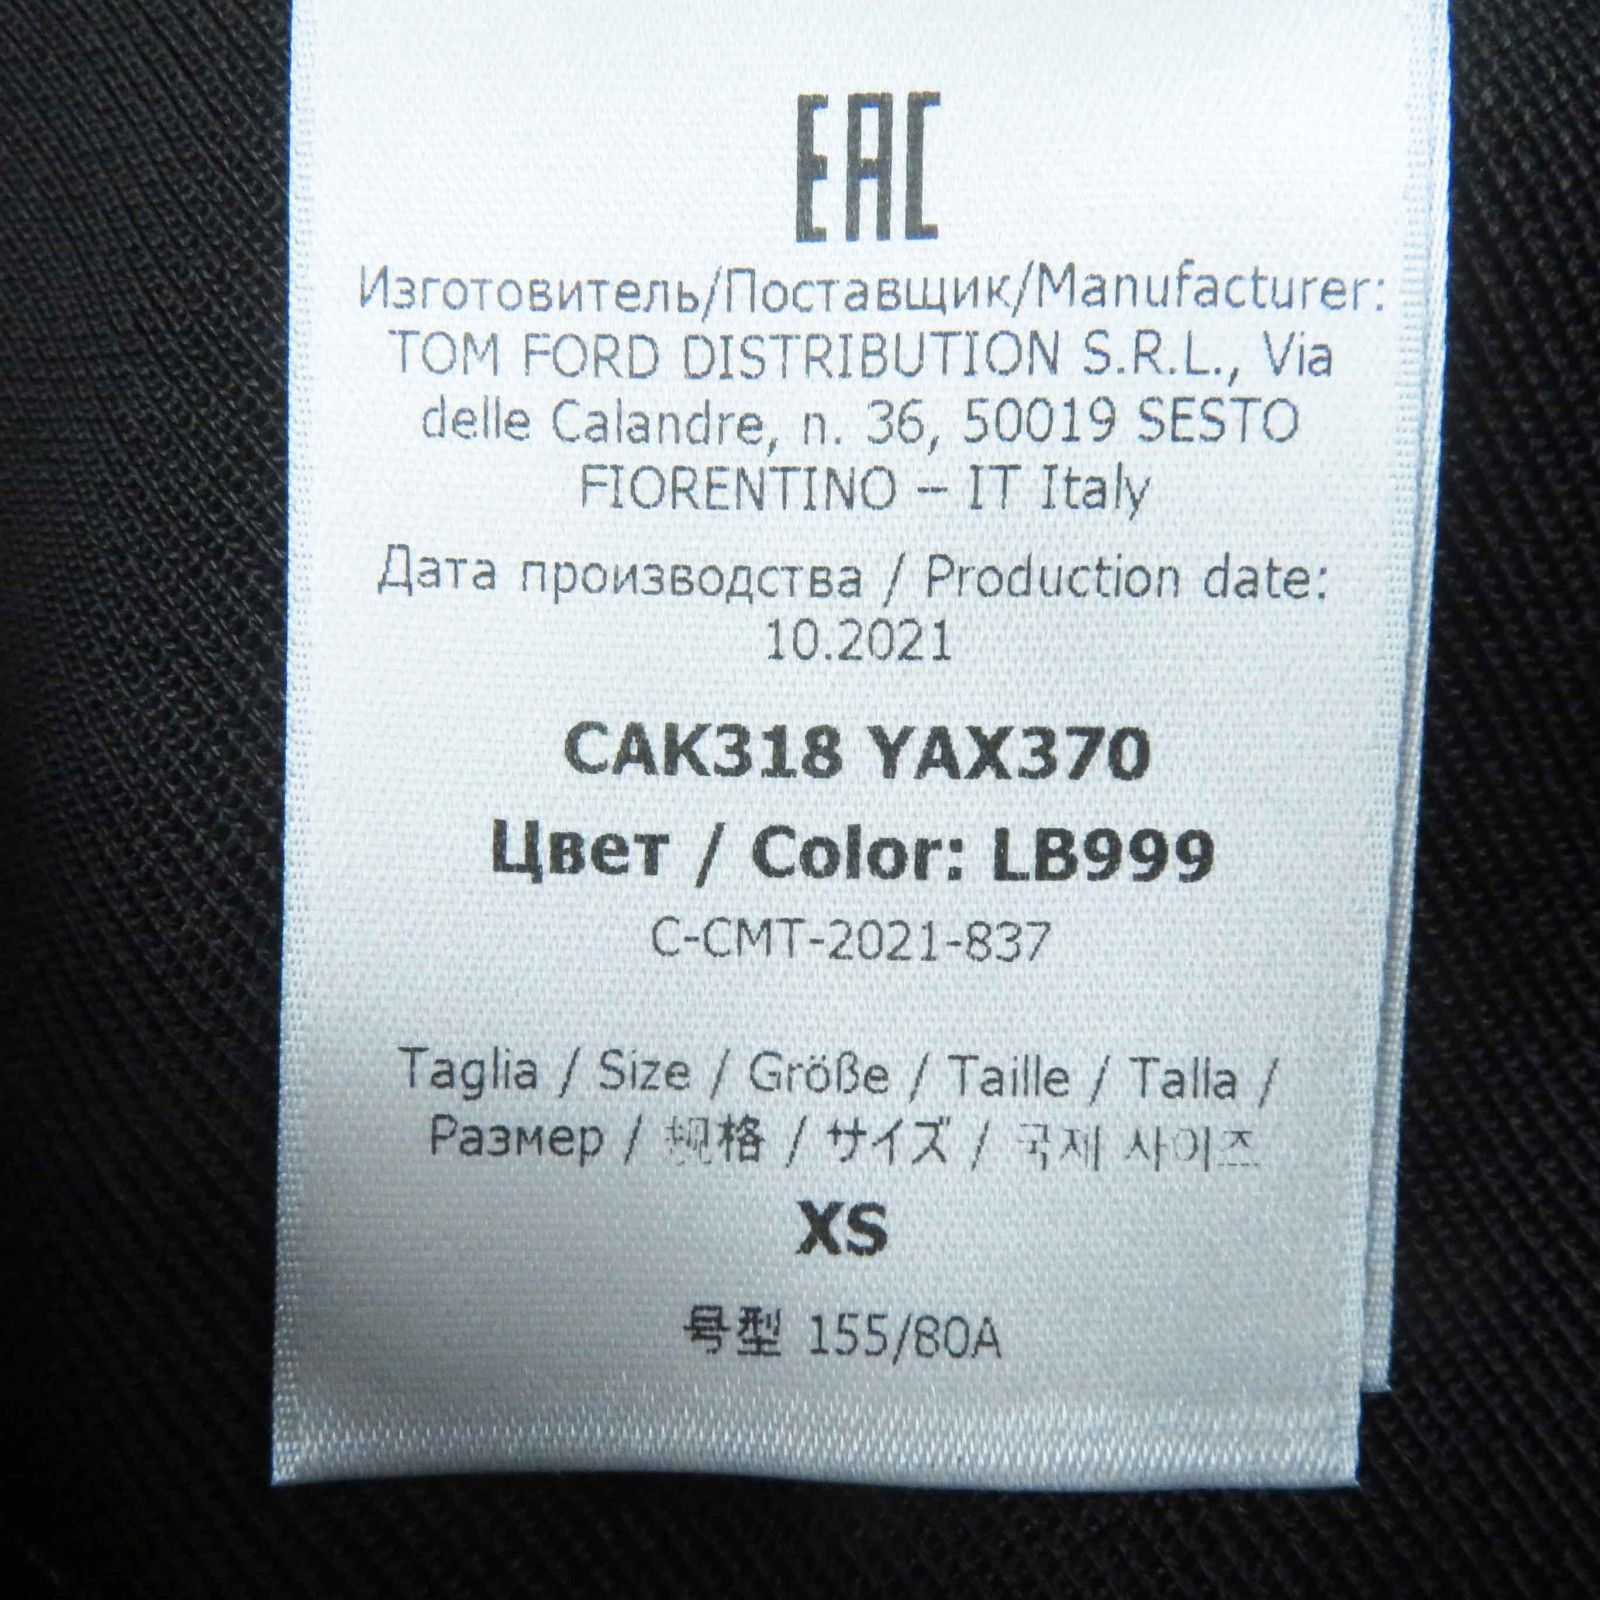 EAC
Изготовитель/Поставщик/Manufacturer:
TOM FORD DISTRIBUTION S.R.L., Via
delle Calandre, n. 36, 50019 SESTO
FIORENTINO – IT Italy
Дата производства / Production date:
10.2021
CAK318 YAX370
Цвет / Color: LB999
C-CMT-2021-837
Taglia / Size / Größe / Taille / Talla /
Размер / 规格 / サイズ / 국제 사이즈
XS
号型 155/80A